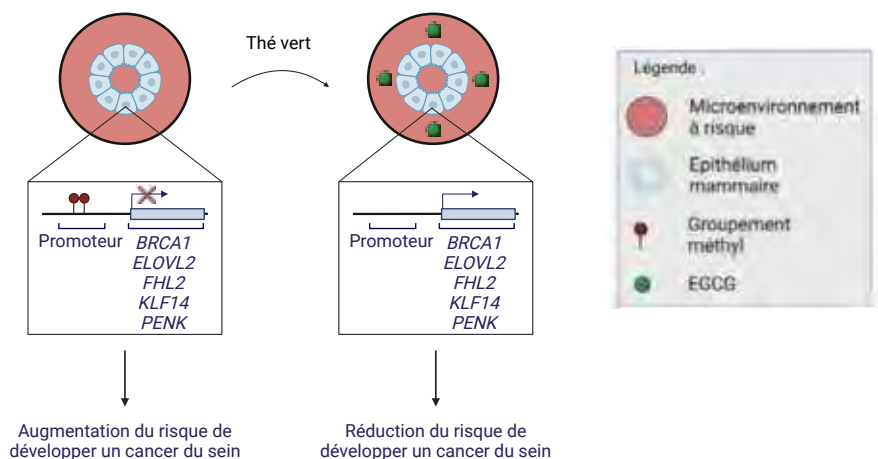 Thé vert
Légende :
Microenvironnement
à risque
Epithélium
mammaire
Groupement
méthyl
EGCG
Promoteur
BRCA1
ELOVL2
FHL2
KLF14
PENK
Promoteur
BRCA1
ELOVL2
FHL2
KLF14
PENK
Augmentation du risque de
développer un cancer du sein
Réduction du risque de
développer un cancer du sein